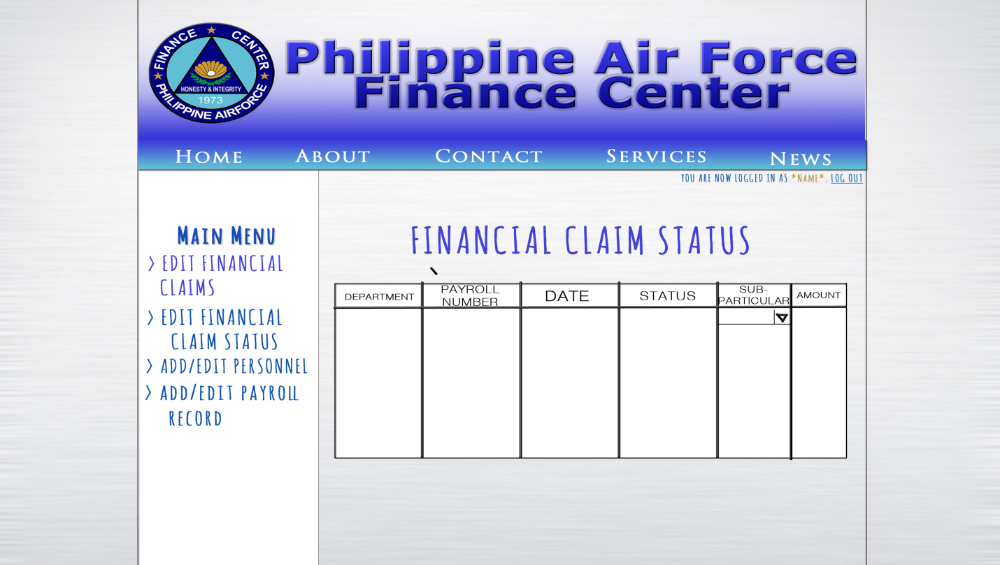 FINANCE CENTER
PHILIPPINE AIRFORCE
HONESTY & INTEGRITY
1973
Philippine Air Force
Finance Center
HOME ABOUT CONTACT SERVICES NEWS
YOU ARE NOW LOGGED IN AS *NAME*. LOG OUT
MAIN MENU
> EDIT FINANCIAL
CLAIMS
> EDIT FINANCIAL
CLAIM STATUS
> ADD/EDIT PERSONNEL
> ADD/EDIT PAYROLL
RECORD
FINANCIAL CLAIM STATUS
DEPARTMENT
PAYROLL
NUMBER
DATE
STATUS
SUB-
PARTICULAR
AMOUNT